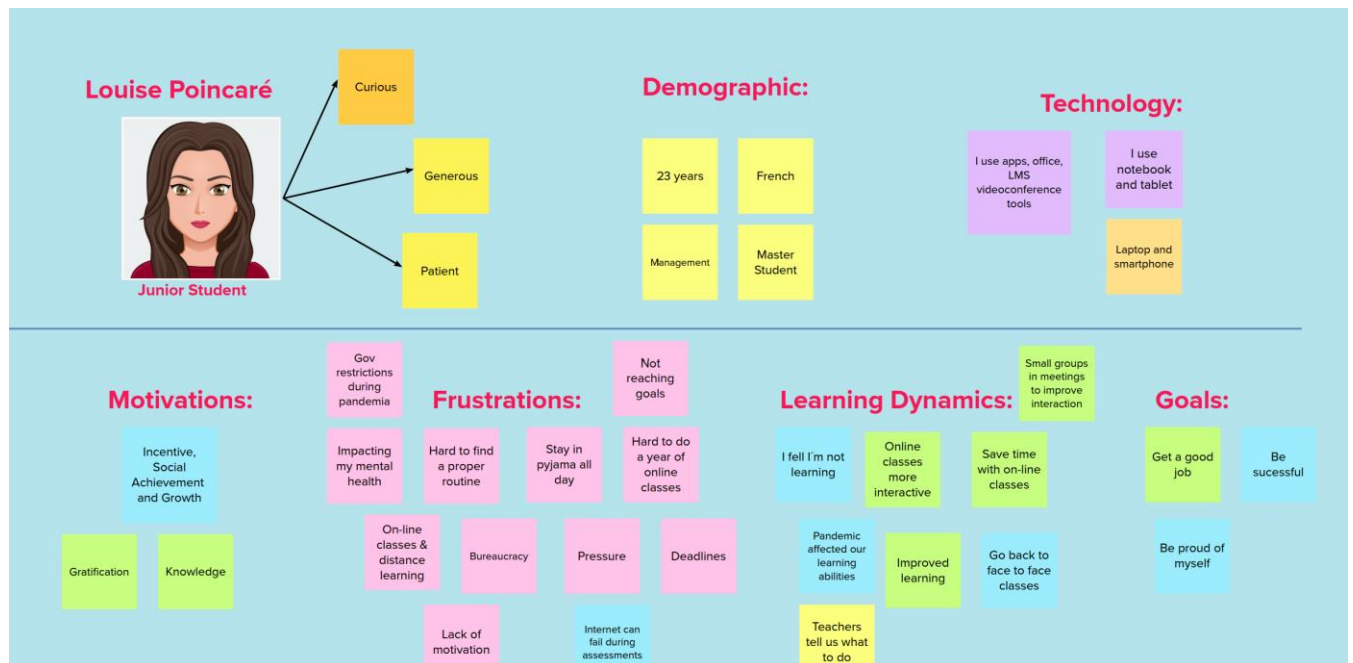 Louise Poincaré
Junior Student
Curious
Generous
Patient
Demographic:
23 years
French
Management
Master
Student
Technology:
I use apps, office,
LMS
videoconference
tools
I use
notebook
and tablet
Laptop and
smartphone
Motivations:
Incentive,
Social
Achievement
and Growth
Gratification
Knowledge
Frustrations:
Gov
restrictions
during
pandemia
Not
reaching
goals
Impacting
my mental
health
Hard to find
a proper
routine
Stay in
pyjama all
day
Hard to do
a year of
online
classes
On-line
classes &
distance
learning
Bureaucracy
Pressure
Deadlines
Lack of
motivation
Internet can
fail during
assessments
Learning Dynamics:
Small groups
in meetings
to improve
interaction
I fell I´m not
learning
Online
classes
more
interactive
Save time
with on-line
classes
Pandemic
affected our
learning
abilities
Improved
learning
Go back to
face to face
classes
Teachers
tell us what
to do
Goals:
Get a good
job
Be
sucessful
Be proud of
myself